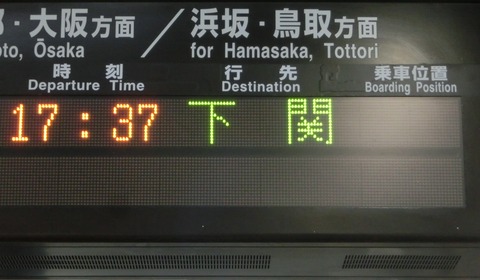 ・大阪方面／浜坂・鳥取方面
oto, Ōsaka for Hamasaka, Tottori
時刻 行先 乗車位置
Departure Time Destination Boarding Position
17:37 下関